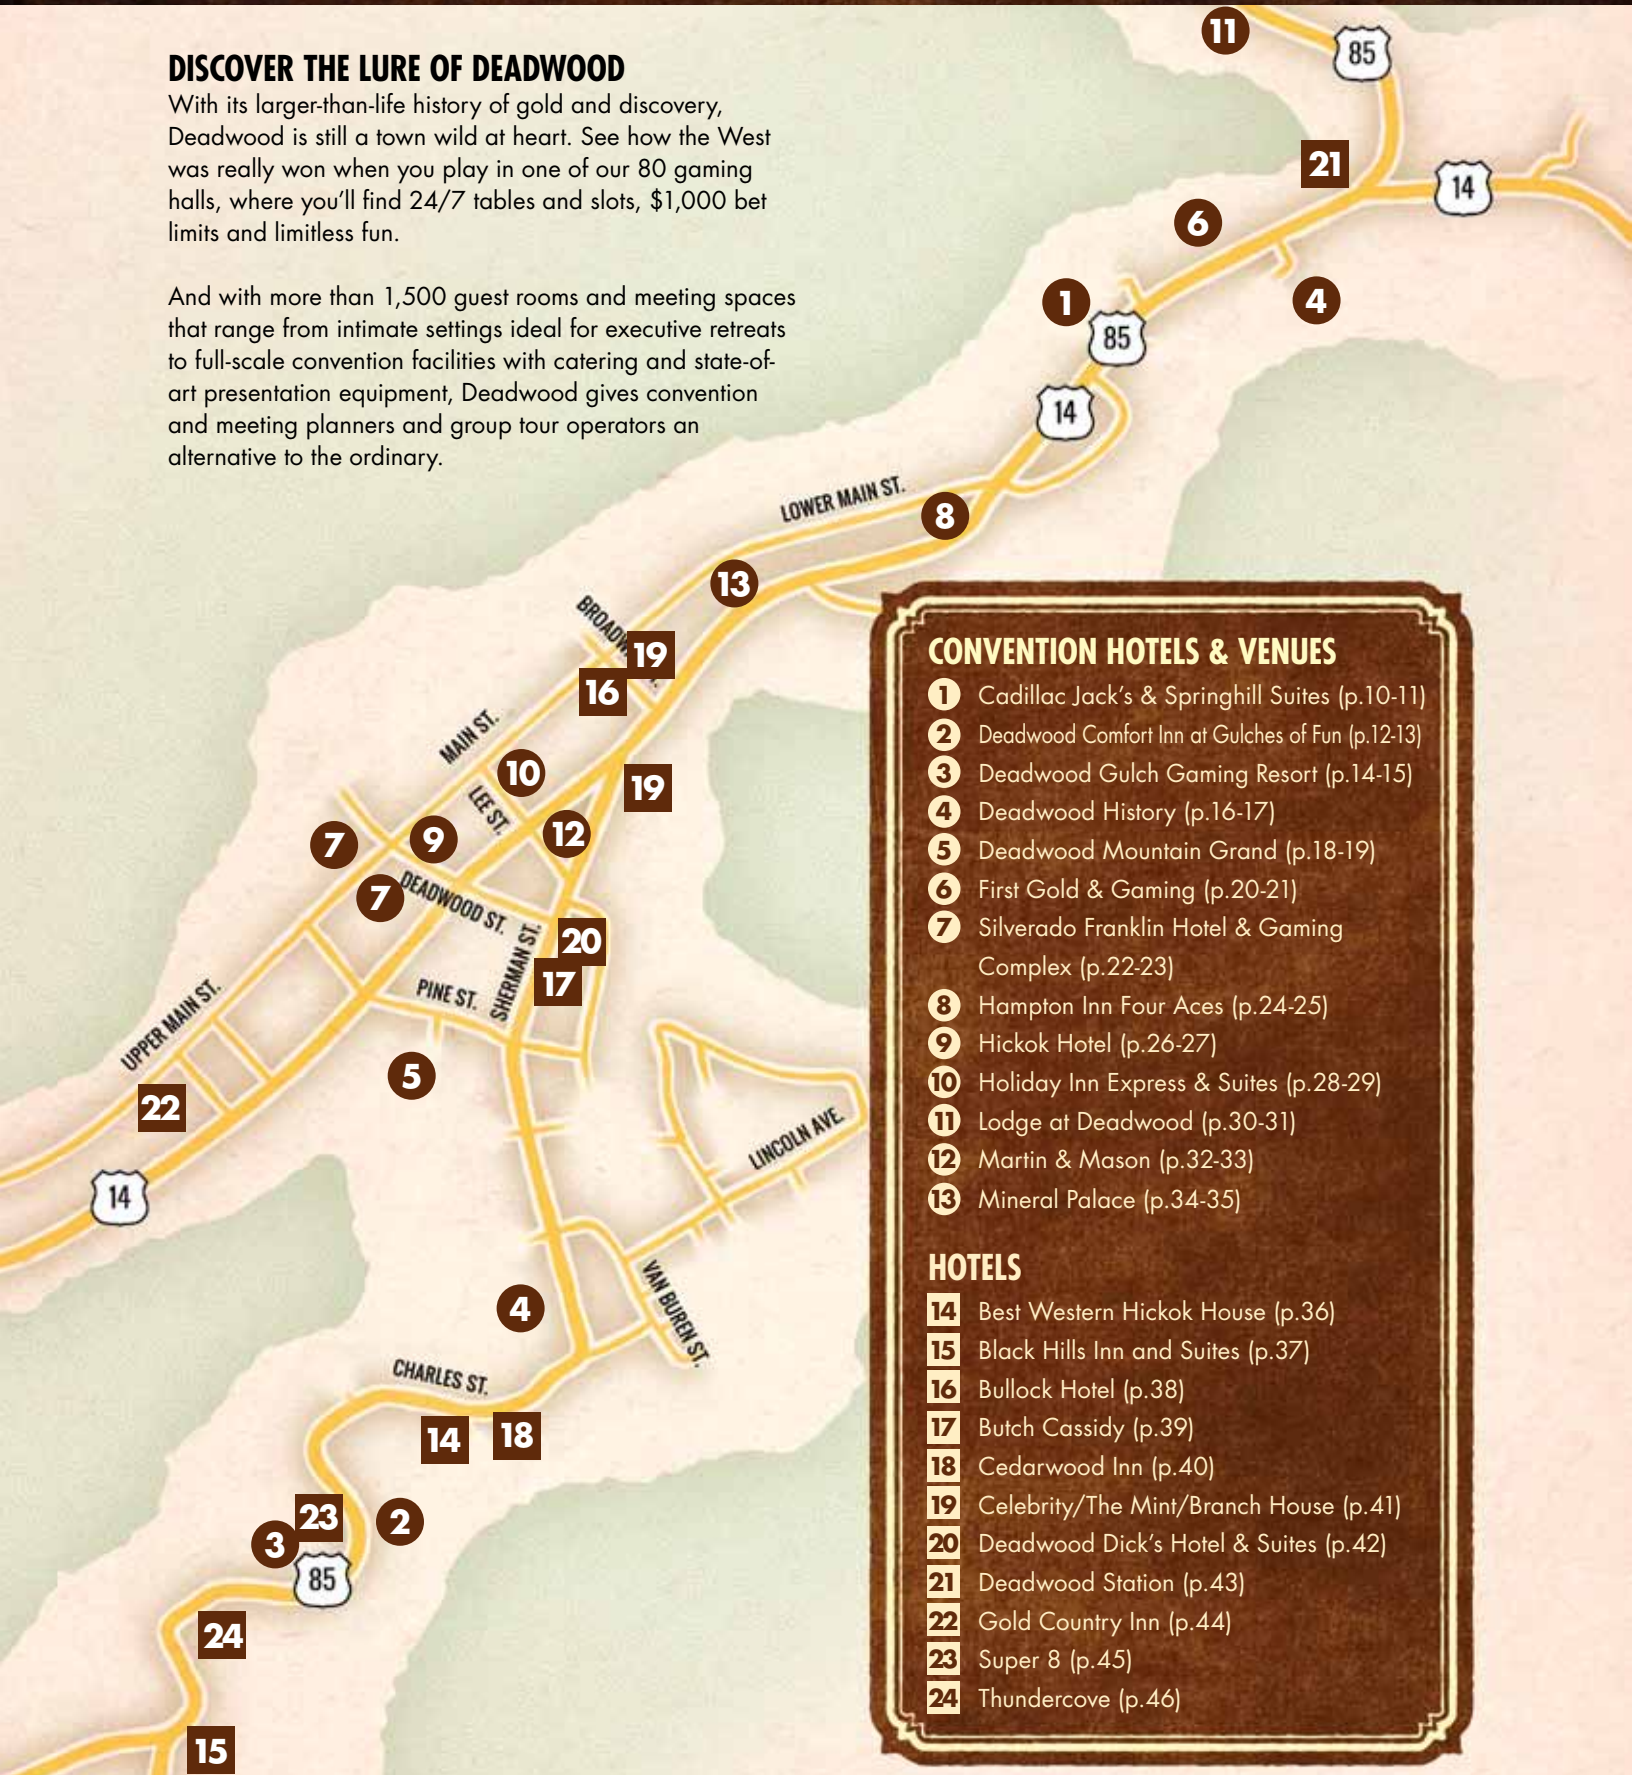 DISCOVER THE LURE OF DEADWOOD
With its larger-than-life history of gold and discovery,
Deadwood is still a town wild at heart. See how the West
was really won when you play in one of our 80 gaming
halls, where you'll find 24/7 tables and slots, $1,000 bet
limits and limitless fun.
And with more than 1,500 guest rooms and meeting spaces
that range from intimate settings ideal for executive retreats
to full-scale convention facilities with catering and state-of-
art presentation equipment, Deadwood gives convention
and meeting planners and group tour operators an
alternative to the ordinary.
11
85
21
14
6
1
4
85
14
LOWER MAIN ST.
8
13
19
16
MAIN ST.
10
19
LEE ST.
12
7
9
7
DEADWOOD ST.
20
SHERMAN ST.
17
PINE ST.
UPPER MAIN ST.
5
22
LINCOLN AVE.
14
VAN BUREN ST.
4
CHARLES ST.
14
18
23
2
3
85
24
15
CONVENTION HOTELS & VENUES
1 Cadillac Jack's & Springhill Suites (p.10-11)
2 Deadwood Comfort Inn at Gulches of Fun (p.12-13)
3 Deadwood Gulch Gaming Resort (p.14-15)
4 Deadwood History (p.16-17)
5 Deadwood Mountain Grand (p.18-19)
6 First Gold & Gaming (p.20-21)
7 Silverado Franklin Hotel & Gaming
Complex (p.22-23)
8 Hampton Inn Four Aces (p.24-25)
9 Hickok Hotel (p.26-27)
10 Holiday Inn Express & Suites (p.28-29)
11 Lodge at Deadwood (p.30-31)
12 Martin & Mason (p.32-33)
13 Mineral Palace (p.34-35)
HOTELS
14 Best Western Hickok House (p.36)
15 Black Hills Inn and Suites (p.37)
16 Bullock Hotel (p.38)
17 Butch Cassidy (p.39)
18 Cedarwood Inn (p.40)
19 Celebrity/The Mint/Branch House (p.41)
20 Deadwood Dick's Hotel & Suites (p.42)
21 Deadwood Station (p.43)
22 Gold Country Inn (p.44)
23 Super 8 (p.45)
24 Thundercove (p.46)